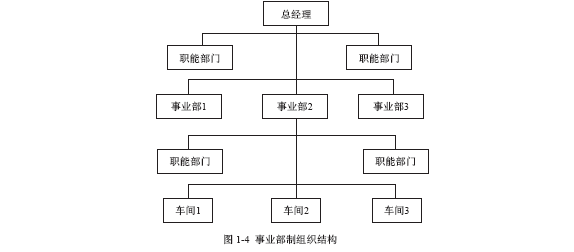 总经理
职能部门 职能部门
事业部1 事业部2 事业部3
职能部门 职能部门
车间1 车间2 车间3
图 1-4 事业部制组织结构